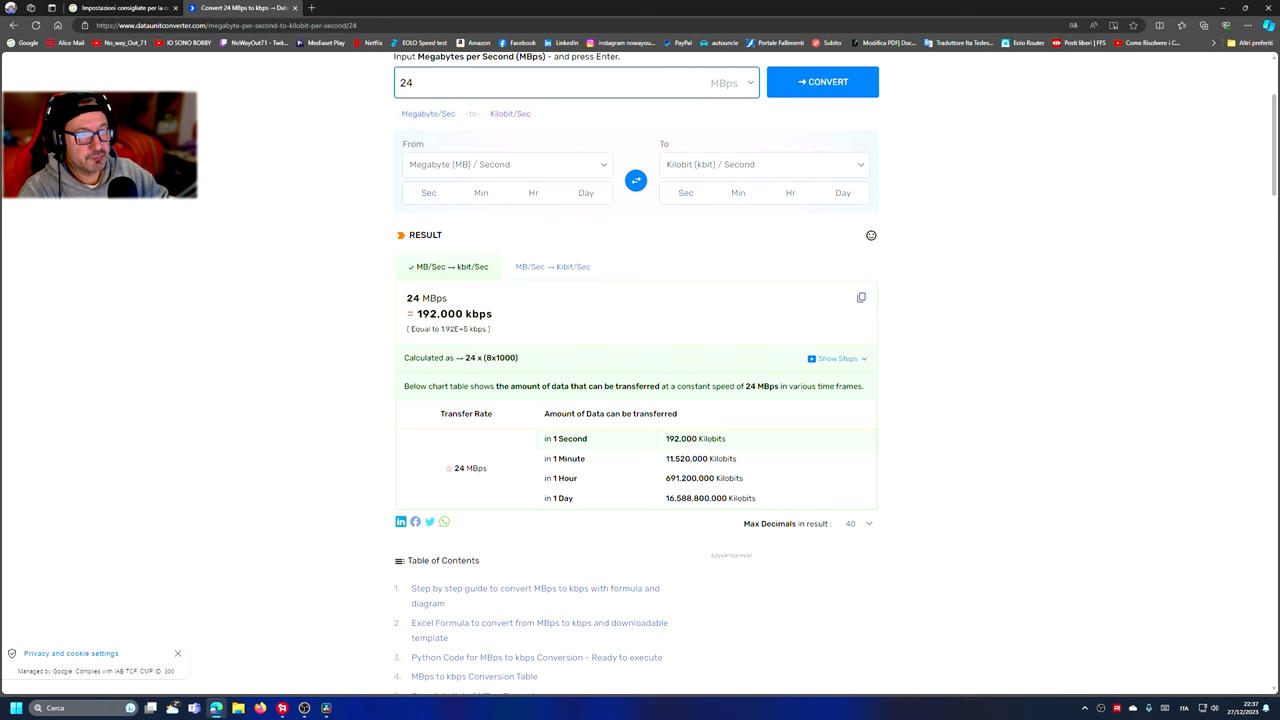 Impostazioni consigliate per la c
Convert 24 MBps to kbps → Dat
https://www.dataunitconverter.com/megabyte-per-second-to-kilobit-per-second/24
Google
Alice Mail
No_way_Out_71
IO SONO BOBBY
NoWayOut71 - Twit...
Mediaset Play
Netflix
EOLO Speed test
Amazon
Facebook
LinkedIn
instagram nowayou...
PayPal
autouncle
Portale Fallimenti
Subito
Modifica PDF| Doc...
Traduttore Ita Tedes...
Eolo Router
Posti liberi | FFS
Come Risolvere i C...
Altri preferiti
Input Megabytes per Second (MBps) - and press Enter.
24 MBps
➔ CONVERT
Megabyte/Sec -to- Kilobit/Sec
From
To
Megabyte (MB) / Second
Kilobit (kbit) / Second
Sec Min Hr Day
Sec Min Hr Day
RESULT
✓ MB/Sec → kbit/Sec
MB/Sec → Kibit/Sec
24 MBps
= 192,000 kbps
( Equal to 1.92E+5 kbps )
Calculated as → 24 x (8x1000)
Show Steps
Below chart table shows the amount of data that can be transferred at a constant speed of 24 MBps in various time frames.
Transfer Rate Amount of Data can be transferred
in 1 Second 192,000 Kilobits
in 1 Minute 11,520,000 Kilobits
@ 24 MBps
in 1 Hour 691,200,000 Kilobits
in 1 Day 16,588,800,000 Kilobits
Max Decimals in result : 40
ADVERTISEMENT
Table of Contents
1. Step by step guide to convert MBps to kbps with formula and
diagram
2. Excel Formula to convert from MBps to kbps and downloadable
template
3. Python Code for MBps to kbps Conversion - Ready to execute
4. MBps to kbps Conversion Table
Privacy and cookie settings
Managed by Google. Complies with IAB TCF. CMP ID: 300
Cerca
ITA
22:37
27/12/2023